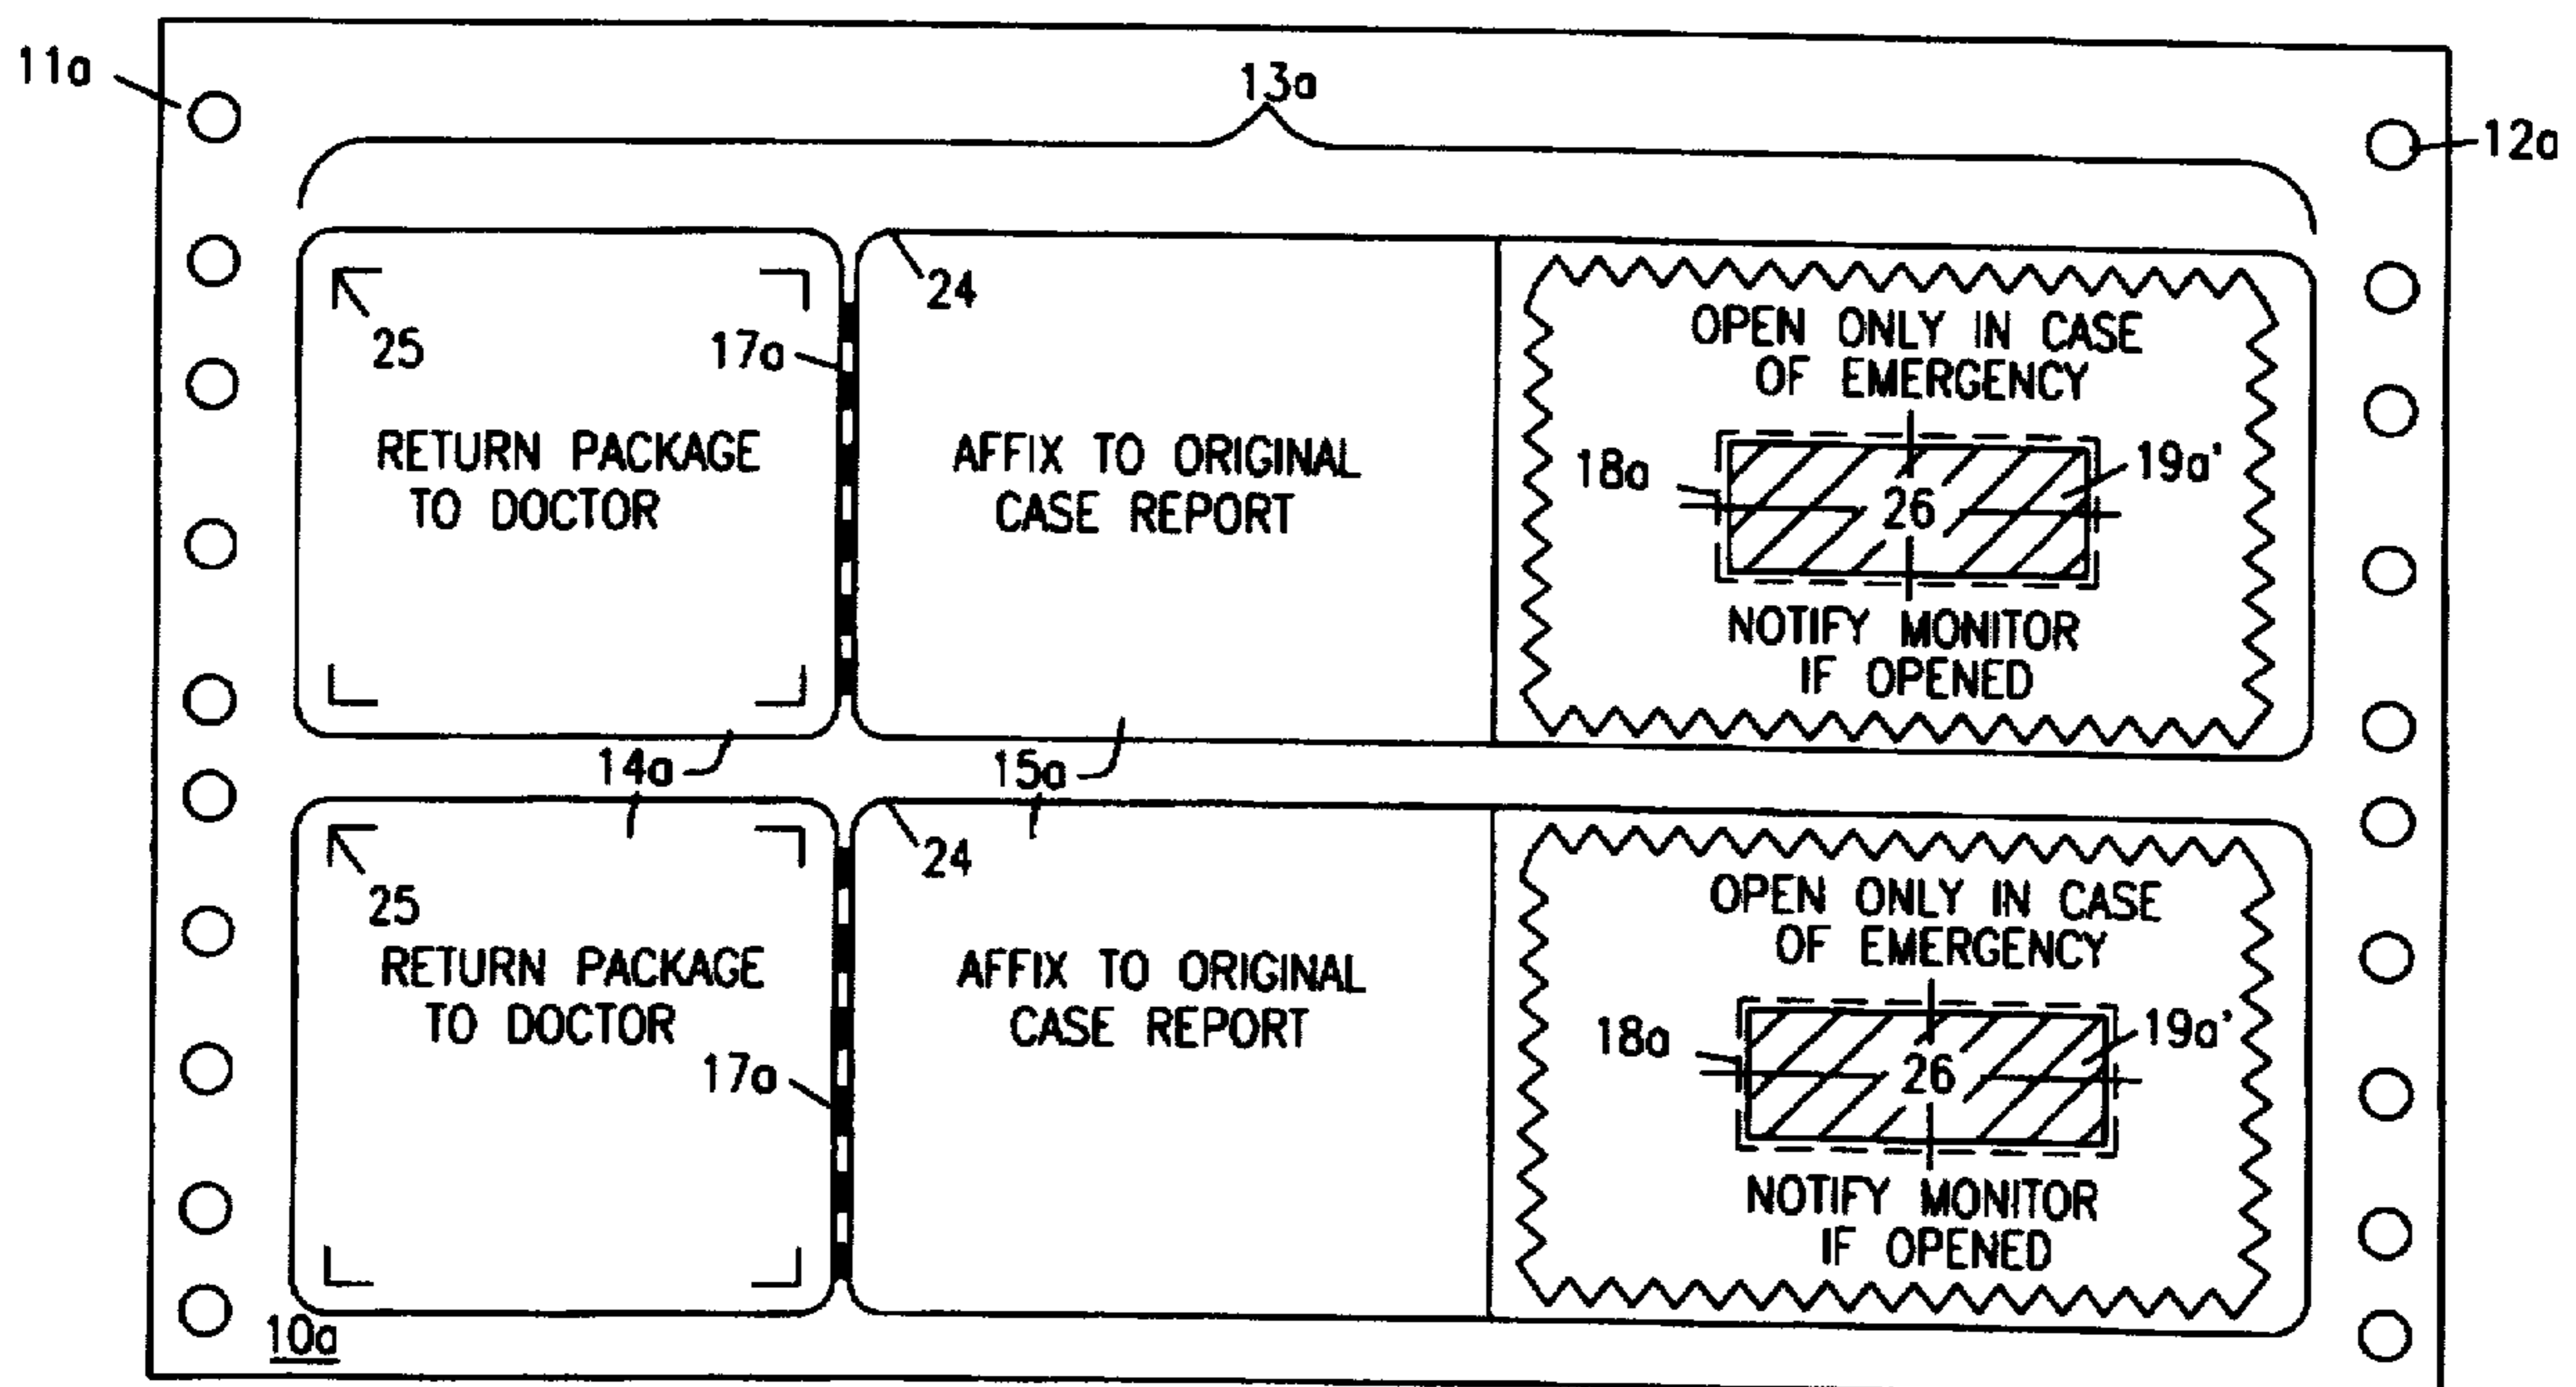 11a
13a
12a
24
25
17a
RETURN PACKAGE
TO DOCTOR
AFFIX TO ORIGINAL
CASE REPORT
OPEN ONLY IN CASE
OF EMERGENCY
18a
26
19a'
NOTIFY MONITOR
IF OPENED
14a
15a
24
25
RETURN PACKAGE
TO DOCTOR
17a
AFFIX TO ORIGINAL
CASE REPORT
OPEN ONLY IN CASE
OF EMERGENCY
18a
26
19a'
NOTIFY MONITOR
IF OPENED
10a